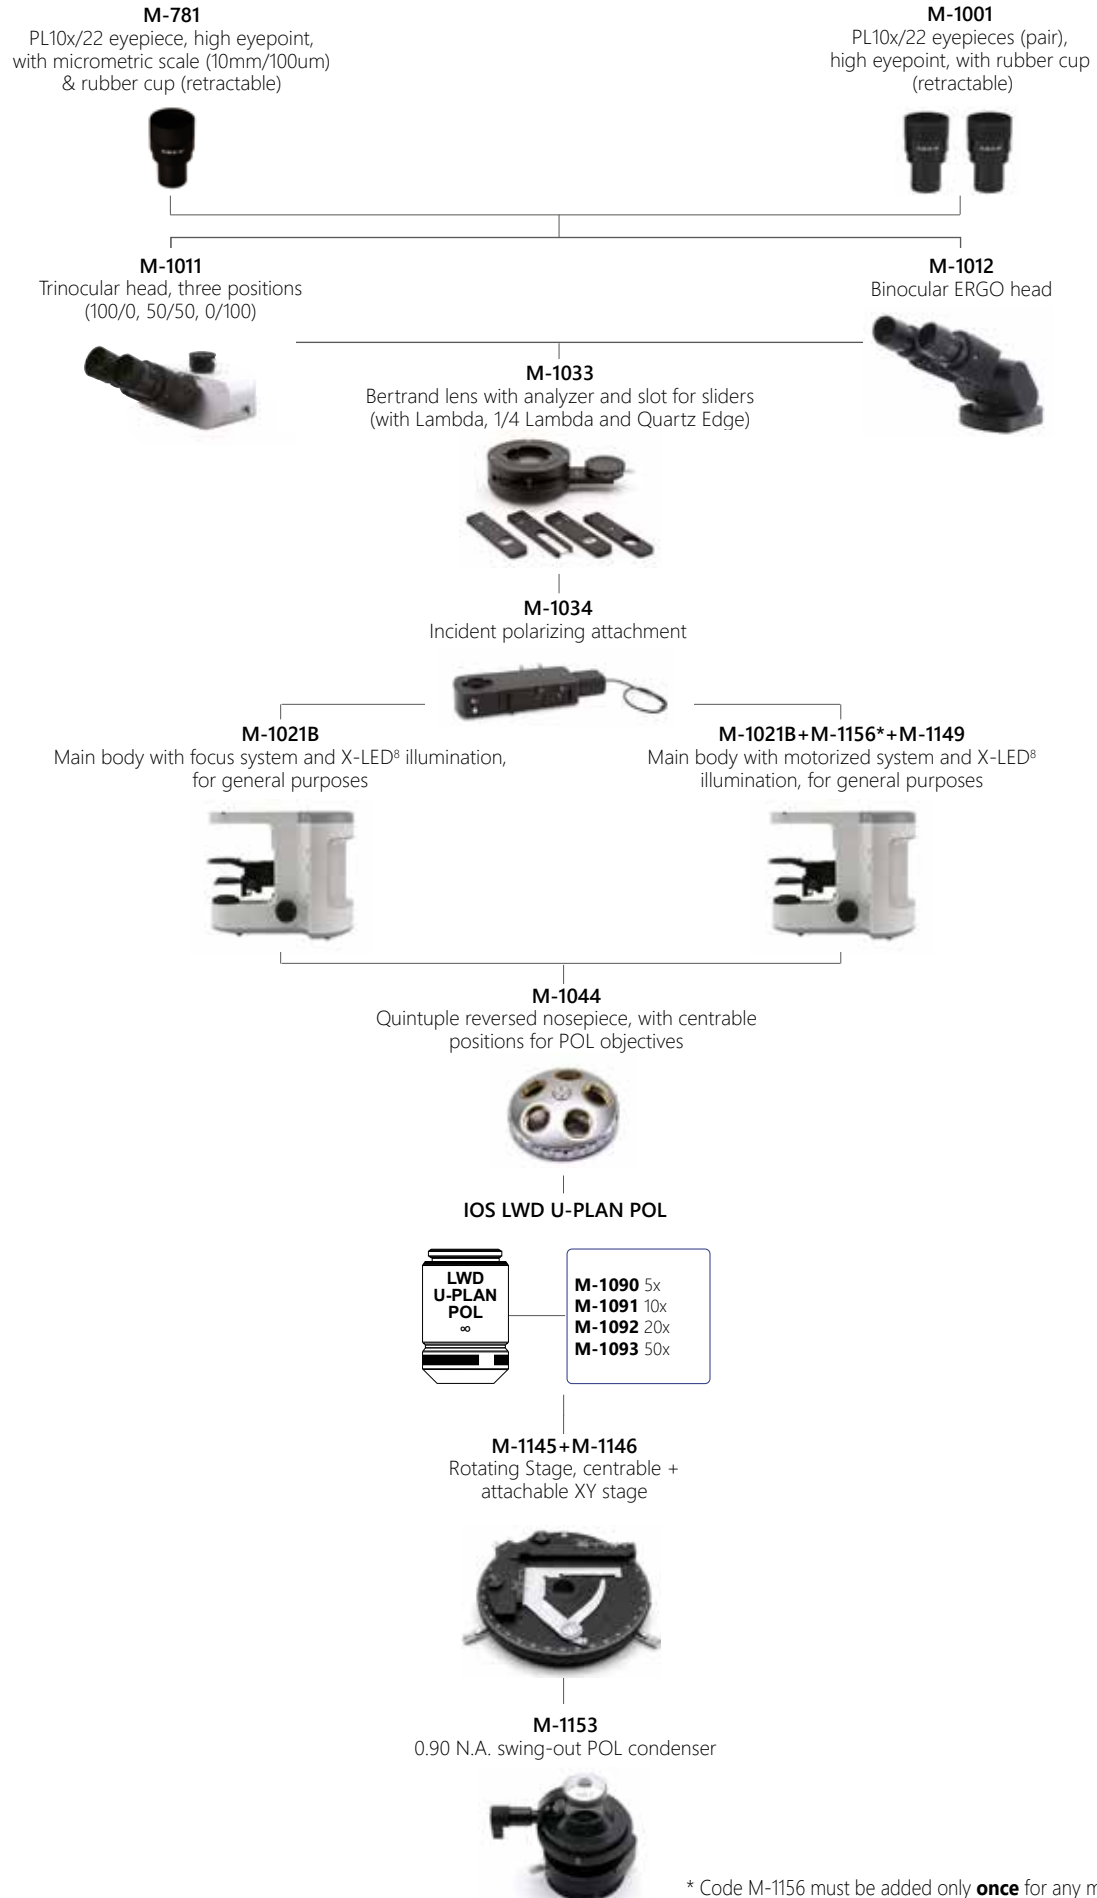 M-781
PL10x/22 eyepiece, high eyepoint,
with micrometric scale (10mm/100um)
& rubber cup (retractable)
M-1001
PL10x/22 eyepieces (pair),
high eyepoint, with rubber cup
(retractable)
M-1011
Trinocular head, three positions
(100/0, 50/50, 0/100)
M-1012
Binocular ERGO head
M-1033
Bertrand lens with analyzer and slot for sliders
(with Lambda, 1/4 Lambda and Quartz Edge)
M-1034
Incident polarizing attachment
M-1021B
Main body with focus system and X-LED⁸ illumination,
for general purposes
M-1021B+M-1156*+M-1149
Main body with motorized system and X-LED⁸
illumination, for general purposes
M-1044
Quintuple reversed nosepiece, with centrable
positions for POL objectives
IOS LWD U-PLAN POL
LWD
U-PLAN
POL
∞
M-1090 5x
M-1091 10x
M-1092 20x
M-1093 50x
M-1145+M-1146
Rotating Stage, centrable +
attachable XY stage
M-1153
0.90 N.A. swing-out POL condenser
* Code M-1156 must be added only once for any m